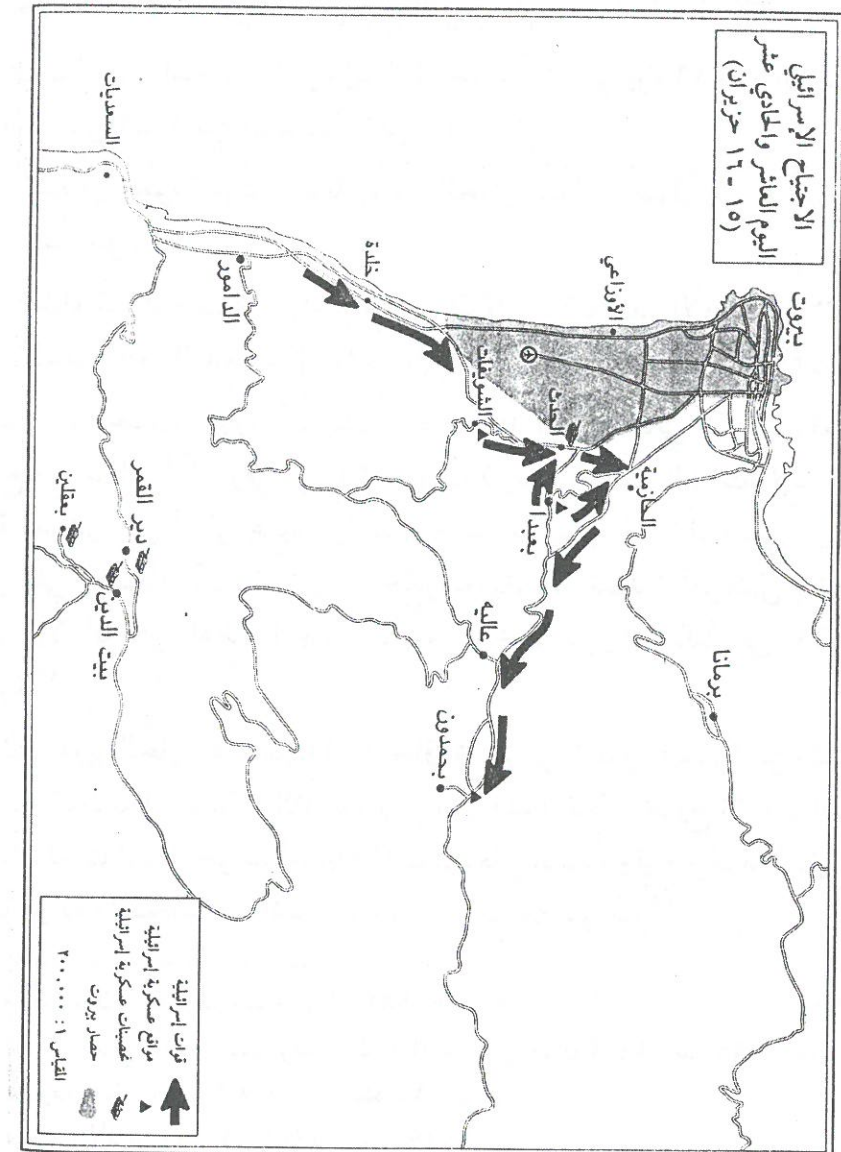 الاجتياح الإسرائيلي
اليوم العاشر والحادي عشر
(١٥ - ١٦ حزيران)
بيروت
الأوزاعي
خلدة
الدامور
السعديات
الشويفات
الحدث
الحازمية
بعبدا
عاليه
بحمدون
برمانا
دير القمر
بعقلين
بيت الدين
قوات إسرائيلية
مواقع عسكرية إسرائيلية
تحصينات عسكرية إسرائيلية
حصار بيروت
المقياس ١ : ٢٠٠,٠٠٠